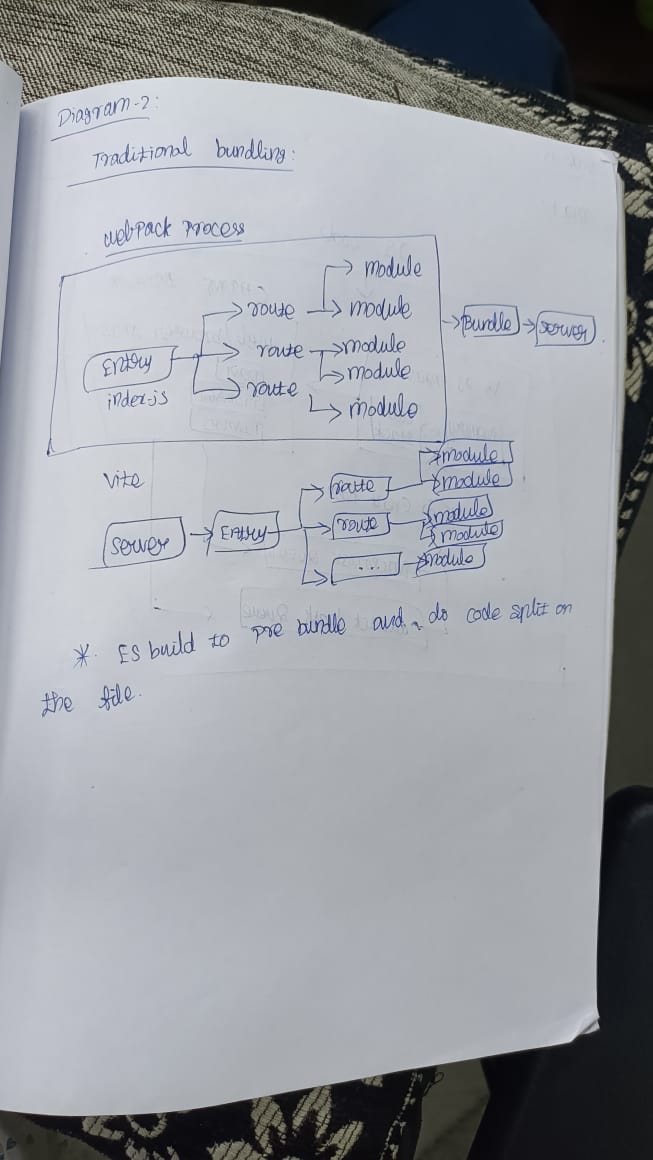 Diagram-2:
Traditional bundling:
Webpack process
module
route module
Entry route module Bundle server
index.js route module
module
Vite
module
route module
server Entry route module
module
... module
* ES build to pre bundle and do code split on
the file.